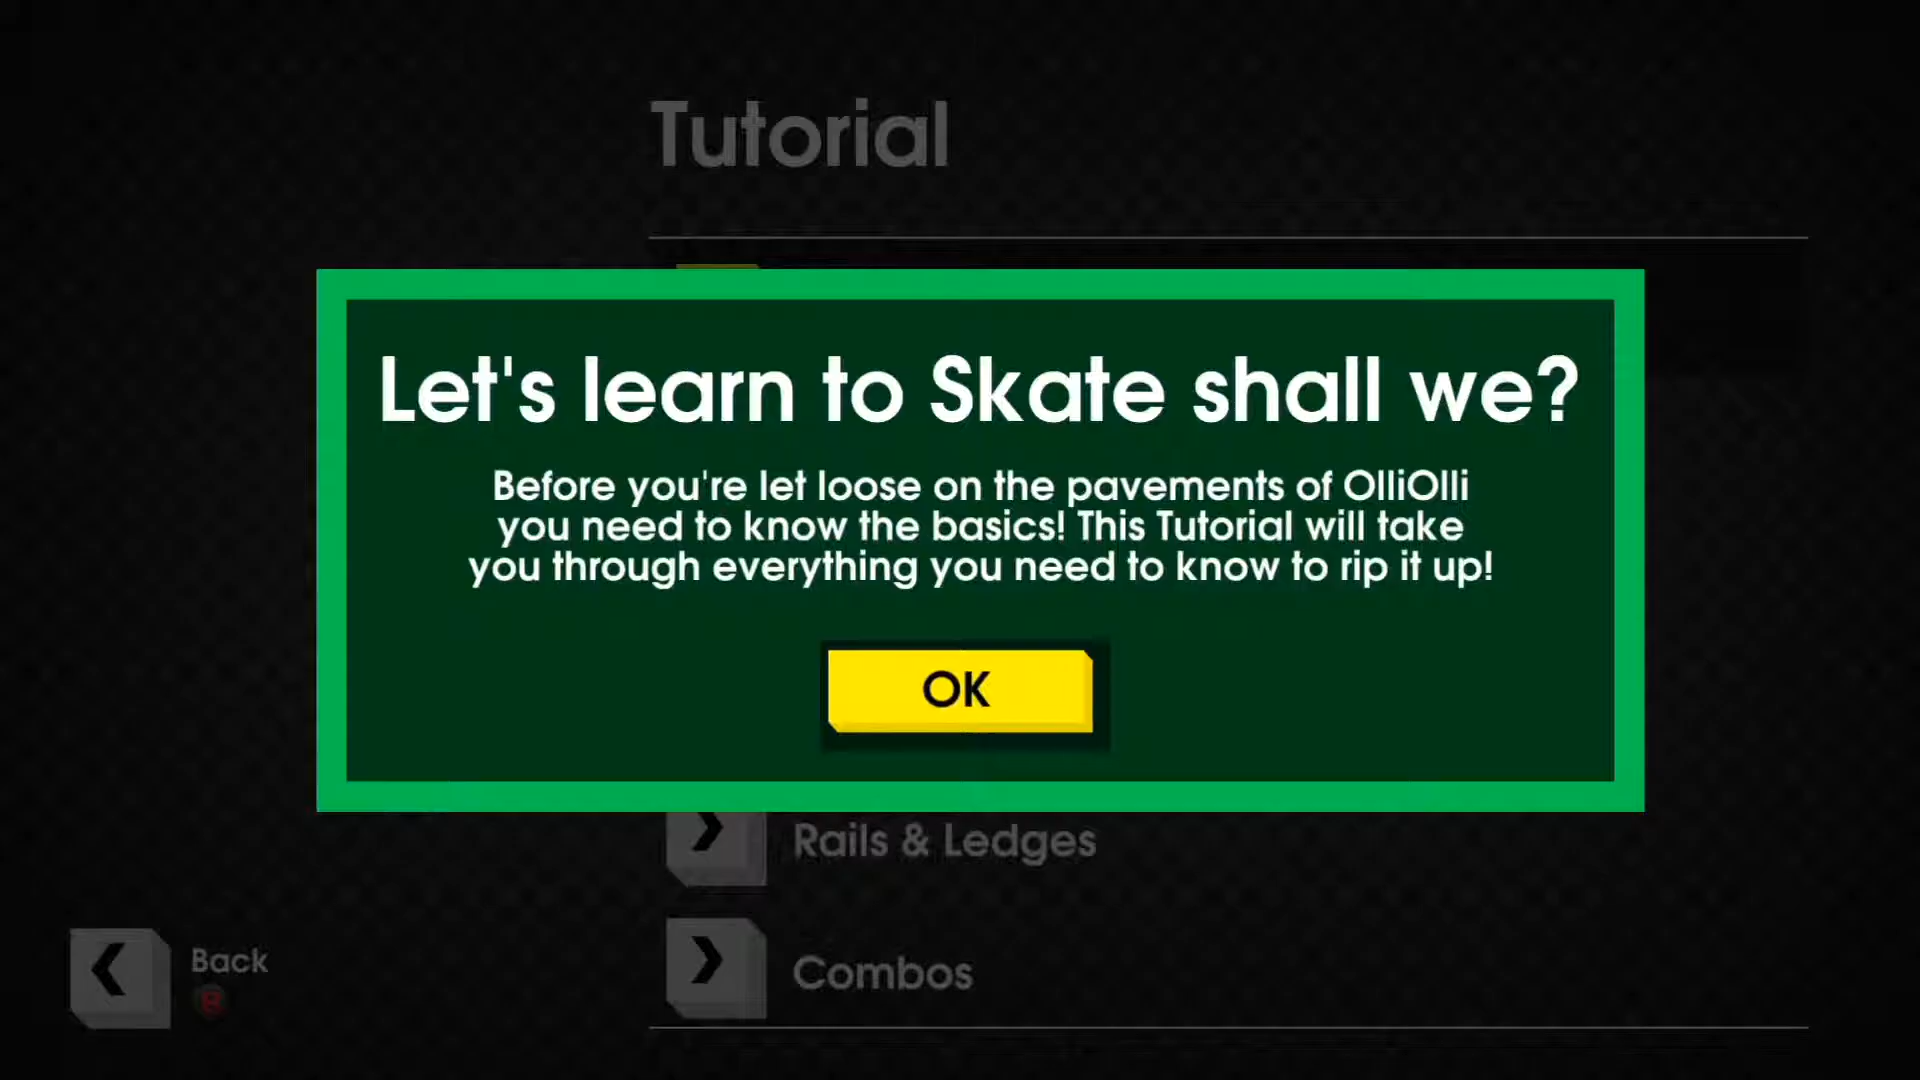 Tutorial
Let's learn to Skate shall we?
Before you're let loose on the pavements of OlliOlli
you need to know the basics! This Tutorial will take
you through everything you need to know to rip it up!
OK
Rails & Ledges
Back
B
Combos